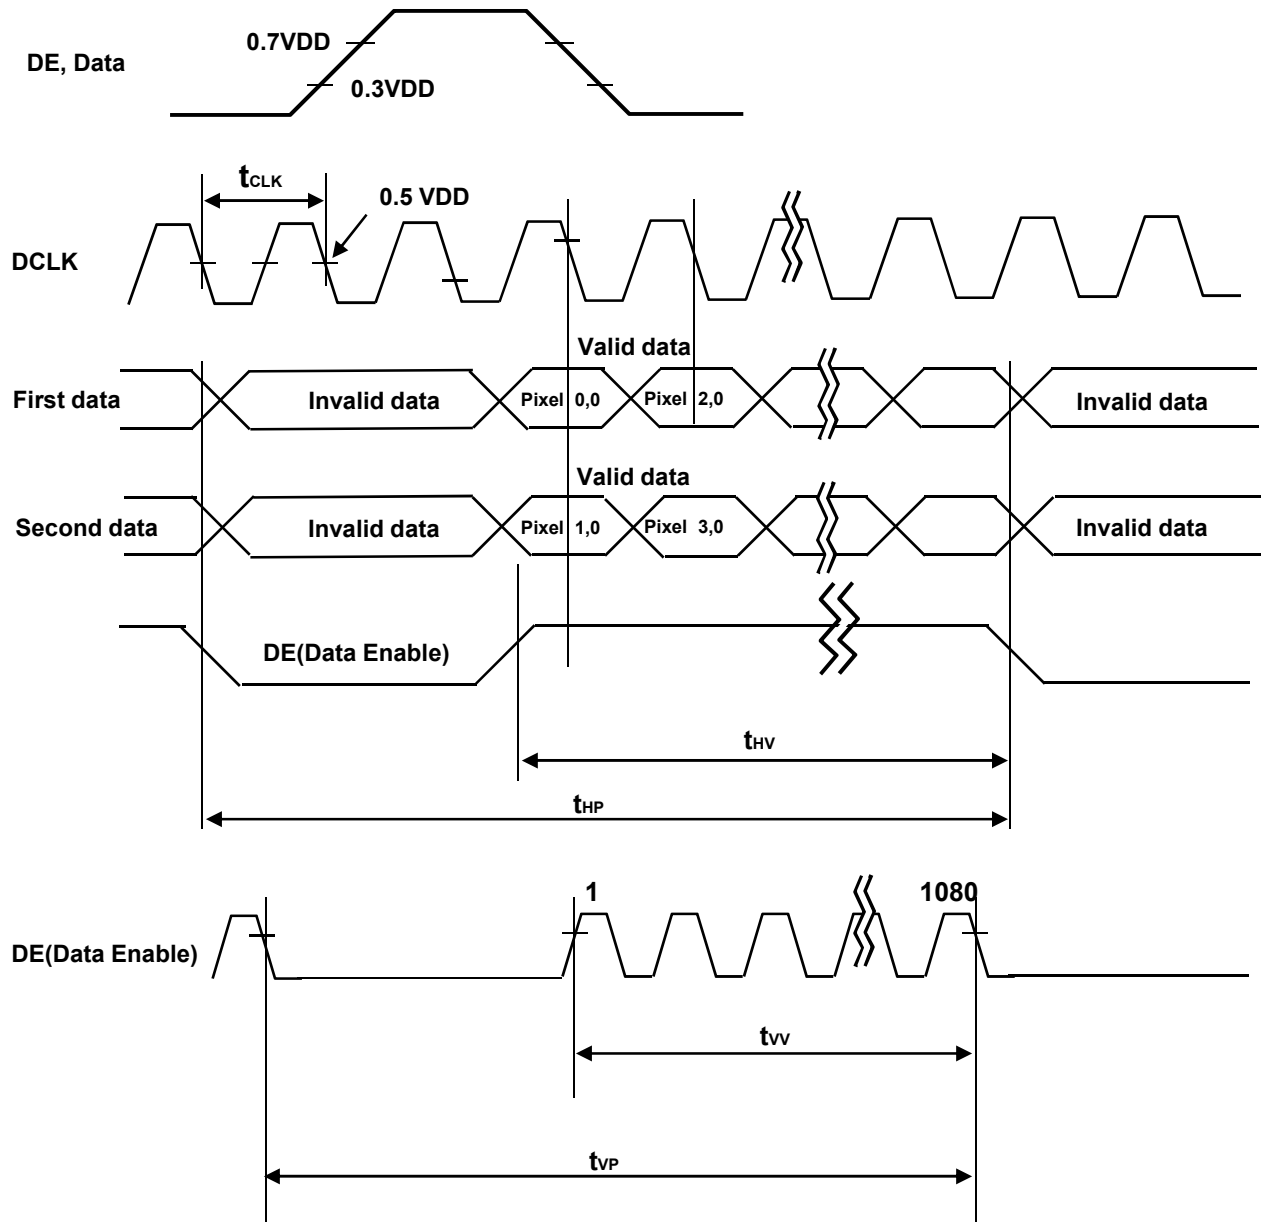 0.7VDD
DE, Data
0.3VDD
tCLK
0.5 VDD
DCLK
Valid data
First data
Invalid data
Pixel 0,0
Pixel 2,0
Invalid data
Valid data
Second data
Invalid data
Pixel 1,0
Pixel 3,0
Invalid data
DE(Data Enable)
tHV
tHP
1
1080
DE(Data Enable)
tVV
tVP